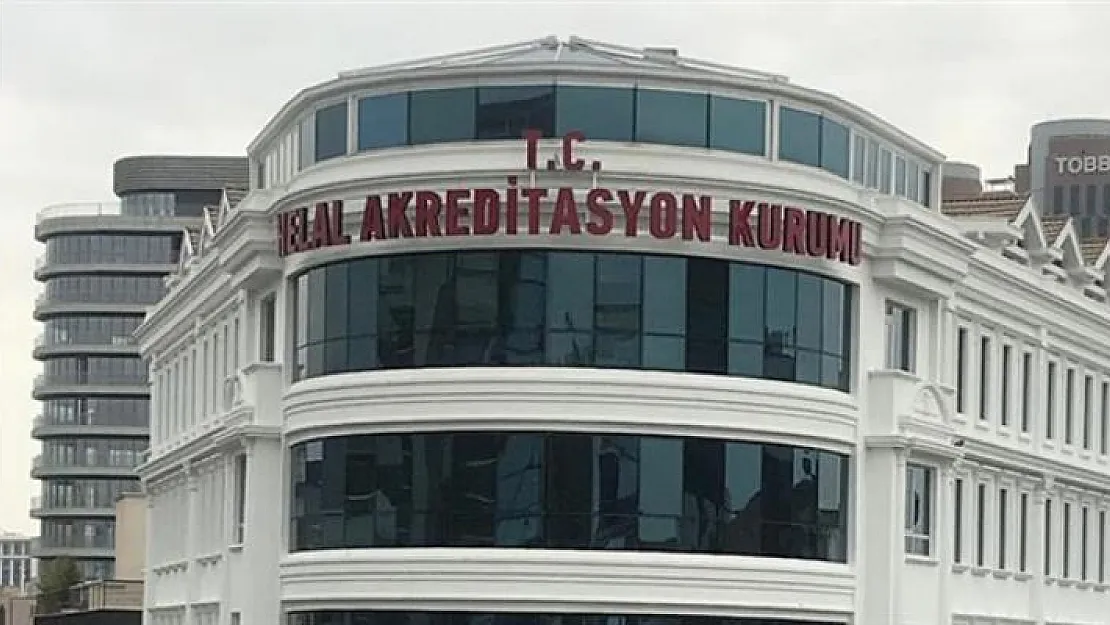 T.C.
HELAL AKREDİTASYON KURUMU
TOBB